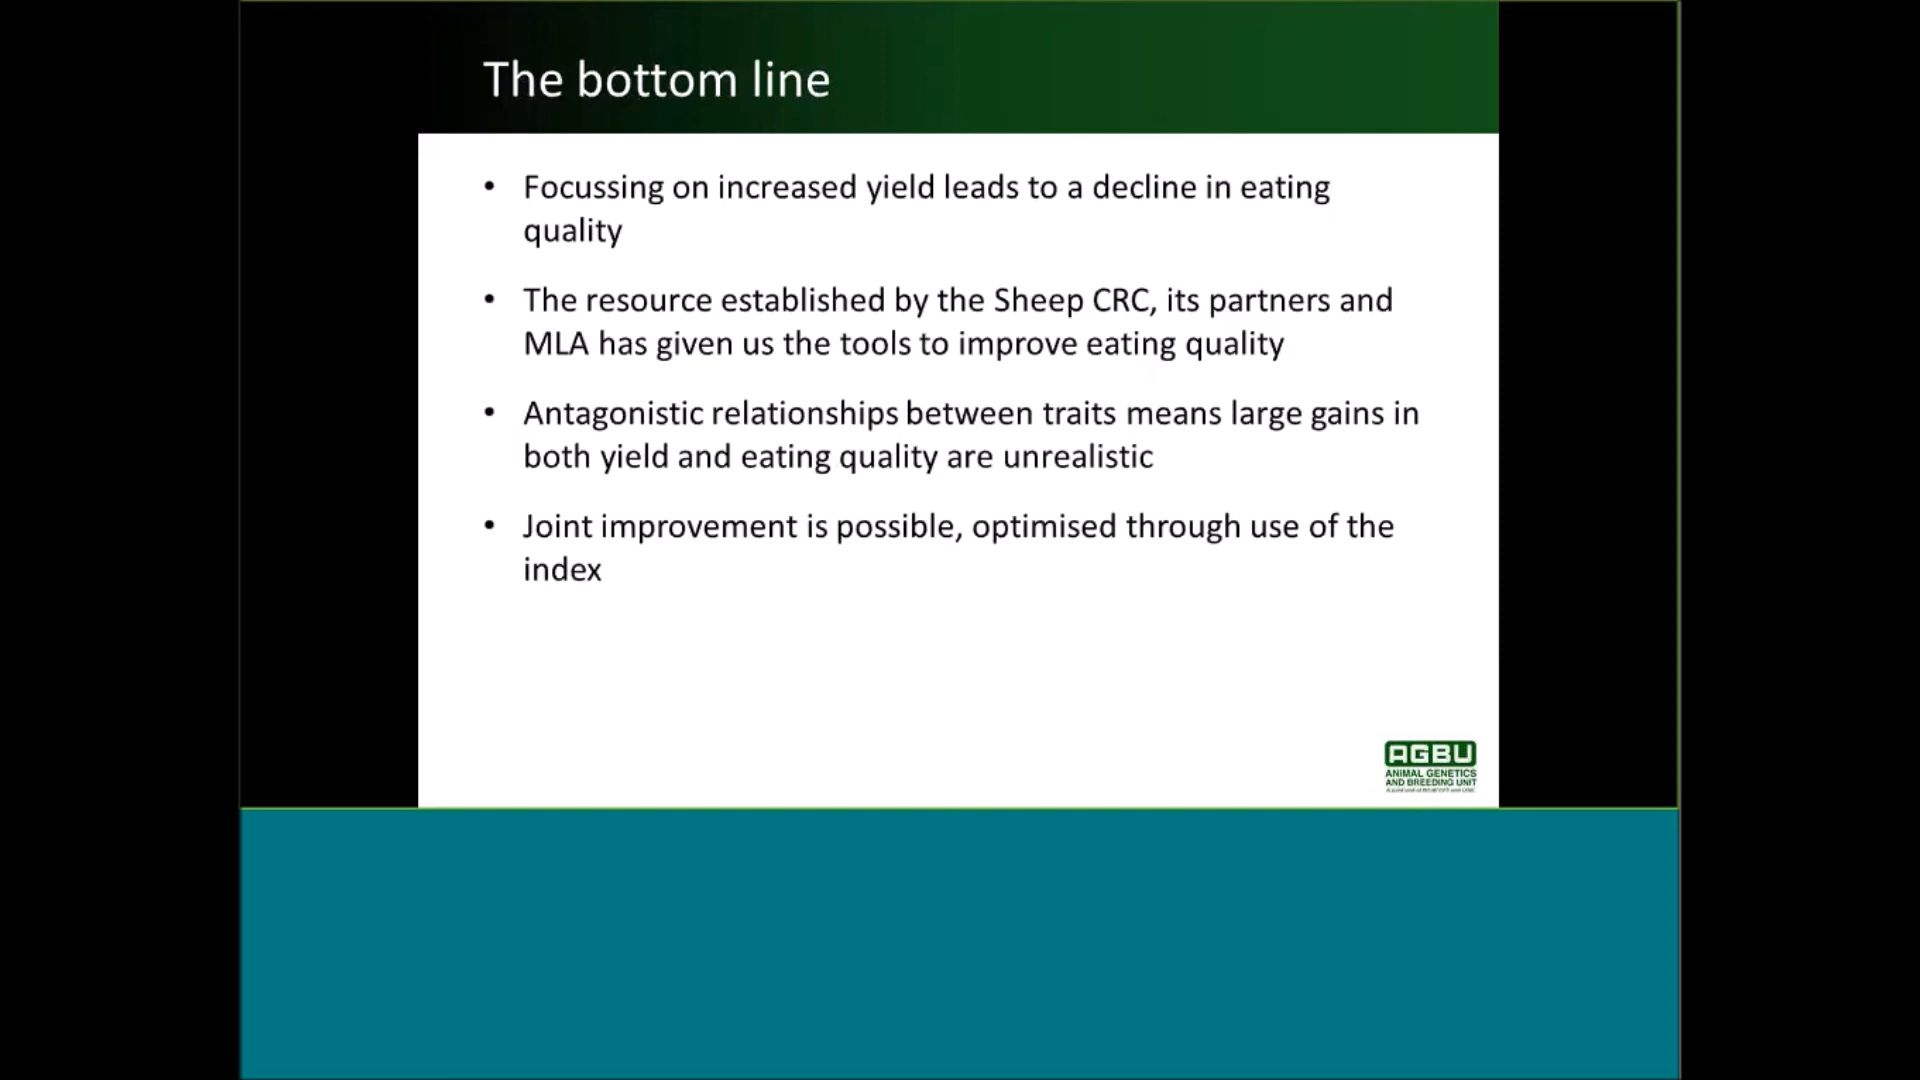 The bottom line
• Focussing on increased yield leads to a decline in eating
quality
• The resource established by the Sheep CRC, its partners and
MLA has given us the tools to improve eating quality
• Antagonistic relationships between traits means large gains in
both yield and eating quality are unrealistic
• Joint improvement is possible, optimised through use of the
index
AGBU
ANIMAL GENETICS
AND BREEDING UNIT